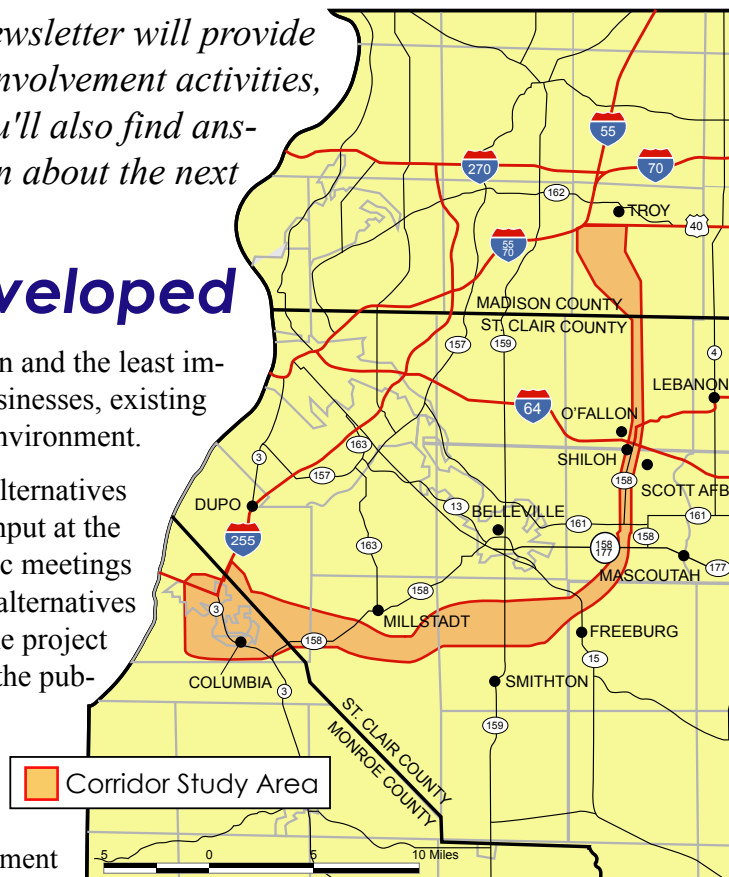 ewsletter will provide
nvolvement activities,
u'll also find ans-
n about the next
veloped
n and the least im-
sinesses, existing
nvironment.
lternatives
nput at the
ic meetings
alternatives
e project
the pub-
ment
55
270
70
162
TROY
40
55
70
MADISON COUNTY
ST. CLAIR COUNTY
157
159
4
LEBANON
64
O'FALLON
163
3
157
SHILOH
158
SCOTT AFB
DUPO
13
BELLEVILLE
161
161
255
163
158
177
158
MASCOUTAH
177
158
3
MILLSTADT
158
FREEBURG
15
COLUMBIA
3
SMITHTON
159
ST. CLAIR COUNTY
MONROE COUNTY
Corridor Study Area
5 0 5 10 Miles